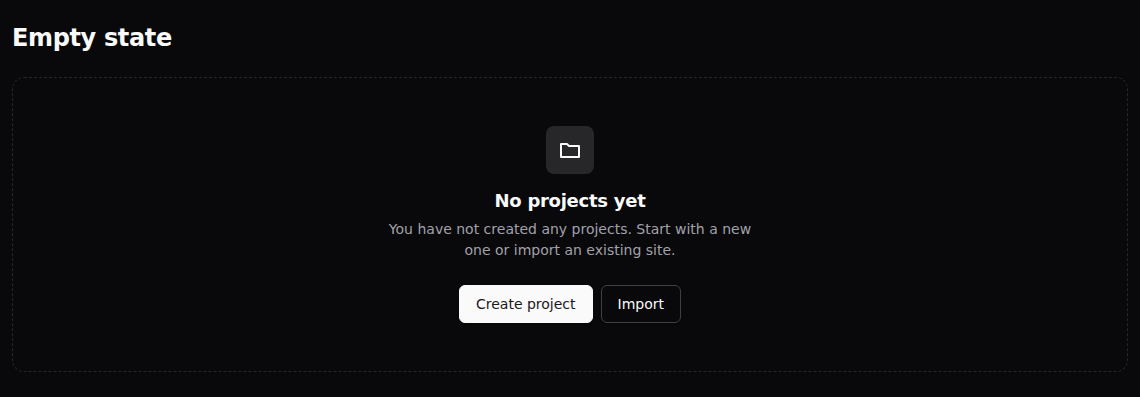 Empty state
No projects yet
You have not created any projects. Start with a new
one or import an existing site.
Create project
Import